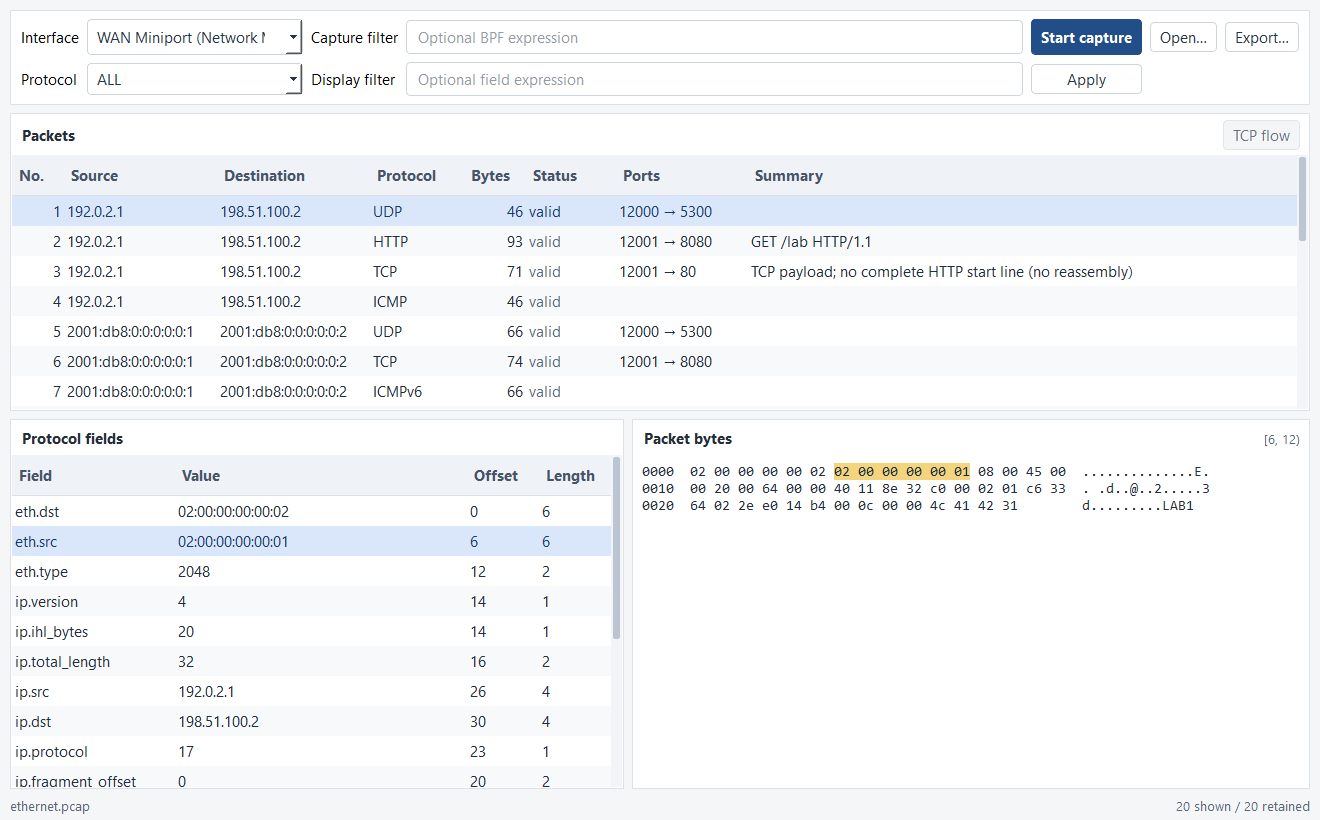 Interface WAN Miniport (Network Capture filter Optional BPF expression Start capture Open... Export...
Protocol ALL Display filter Optional field expression Apply
Packets TCP flow
No. Source Destination Protocol Bytes Status Ports Summary
1 192.0.2.1 198.51.100.2 UDP 46 valid 12000 → 5300
2 192.0.2.1 198.51.100.2 HTTP 93 valid 12001 → 8080 GET /lab HTTP/1.1
3 192.0.2.1 198.51.100.2 TCP 71 valid 12001 → 80 TCP payload; no complete HTTP start line (no reassembly)
4 192.0.2.1 198.51.100.2 ICMP 46 valid
5 2001:db8:0:0:0:0:0:1 2001:db8:0:0:0:0:0:2 UDP 66 valid 12000 → 5300
6 2001:db8:0:0:0:0:0:1 2001:db8:0:0:0:0:0:2 TCP 74 valid 12001 → 8080
7 2001:db8:0:0:0:0:0:1 2001:db8:0:0:0:0:0:2 ICMPv6 66 valid
Protocol fields
Field Value Offset Length
eth.dst 02:00:00:00:00:02 0 6
eth.src 02:00:00:00:00:01 6 6
eth.type 2048 12 2
ip.version 4 14 1
ip.ihl_bytes 20 14 1
ip.total_length 32 16 2
ip.src 192.0.2.1 26 4
ip.dst 198.51.100.2 30 4
ip.protocol 17 23 1
ip.fragment_offset 0 20 2
Packet bytes [6, 12)
0000 02 00 00 00 00 02 02 00 00 00 00 01 08 00 45 00 ..............E.
0010 00 20 00 64 00 00 40 11 8e 32 c0 00 02 01 c6 33 . .d..@..2.....3
0020 64 02 2e e0 14 b4 00 0c 00 00 4c 41 42 31 d.........LAB1
ethernet.pcap 20 shown / 20 retained